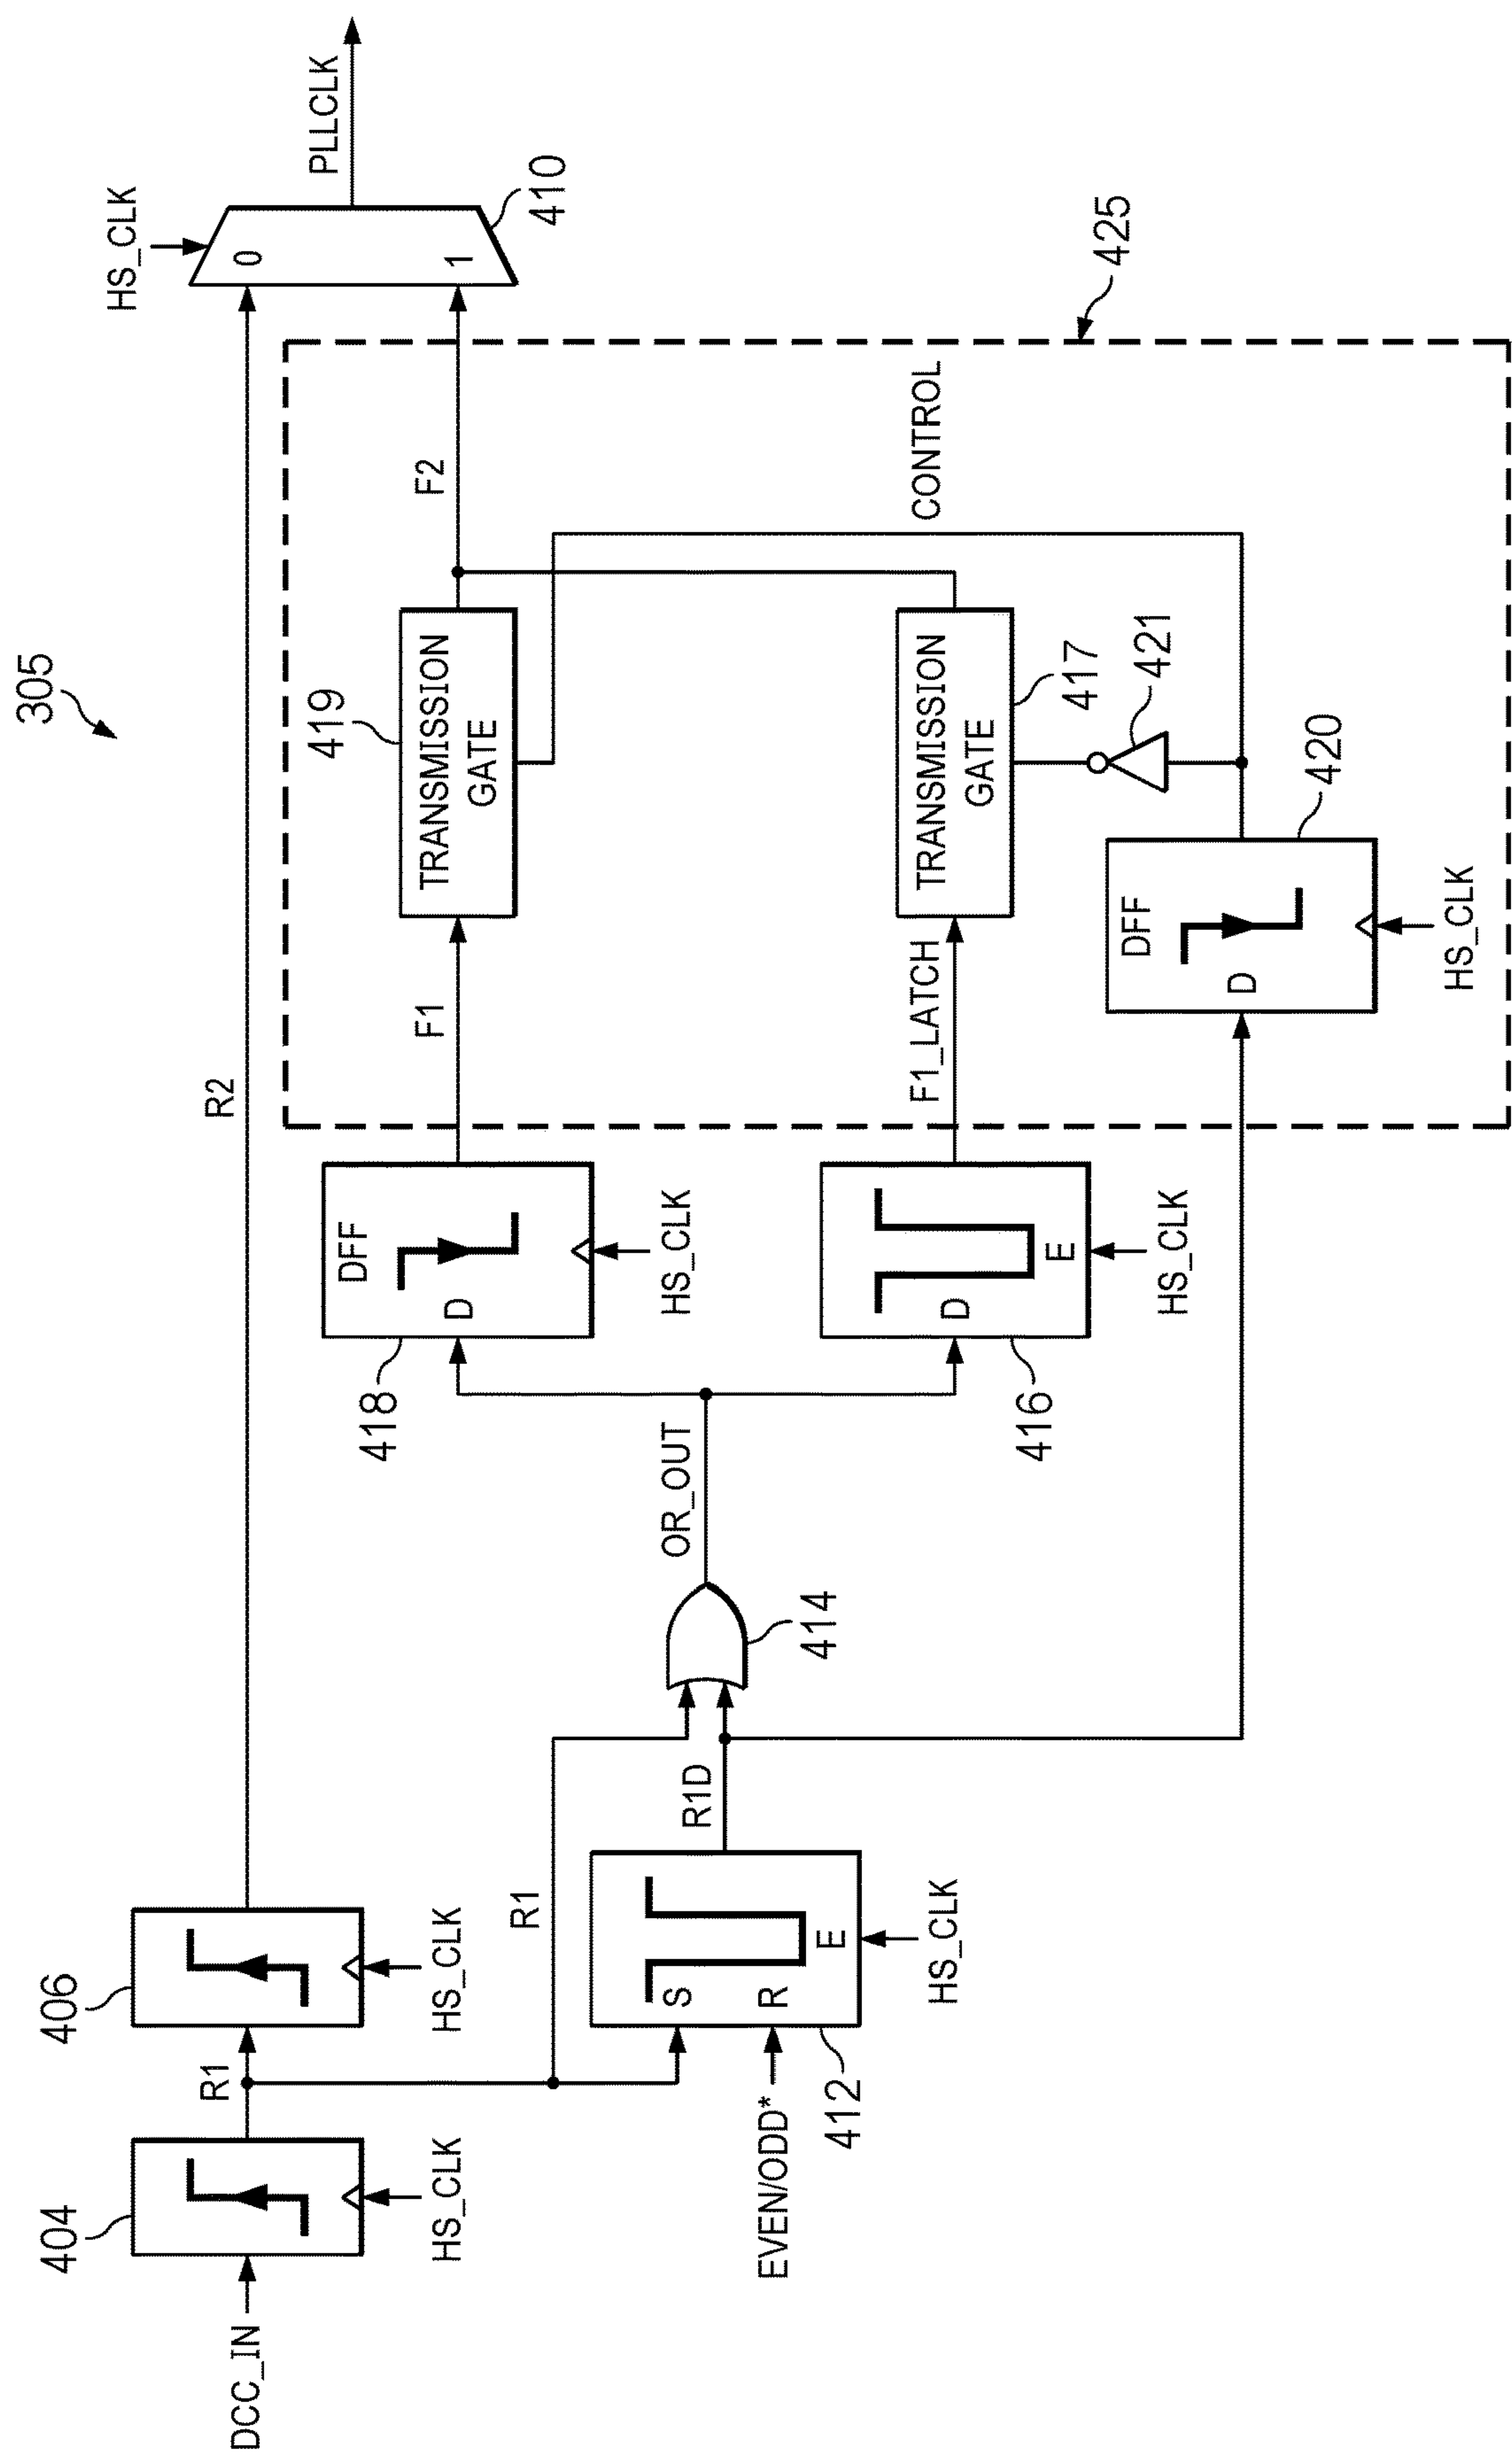 305
DCC_IN
404
HS_CLK
R1
406
HS_CLK
R2
HS_CLK
0
1
410
PLLCLK
R1
EVEN/ODD*
S
R
E
412
HS_CLK
R1D
414
OR_OUT
418
D
DFF
HS_CLK
F1
419
TRANSMISSION
GATE
F2
416
D
E
HS_CLK
F1_LATCH
TRANSMISSION
GATE
417
421
CONTROL
DFF
D
420
HS_CLK
425